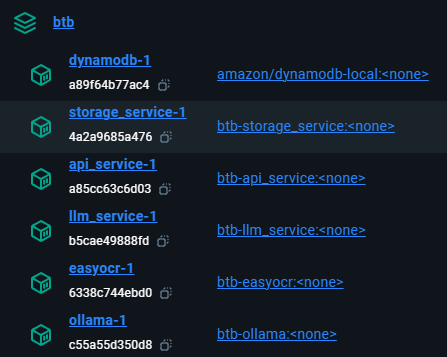 btb
dynamodb-1
a89f64b77ac4
amazon/dynamodb-local:<none>
storage_service-1
4a2a9685a476
btb-storage_service:<none>
api_service-1
a85cc63c6d03
btb-api_service:<none>
llm_service-1
b5cae49888fd
btb-llm_service:<none>
easyocr-1
6338c744ebd0
btb-easyocr:<none>
ollama-1
c55a55d350d8
btb-ollama:<none>